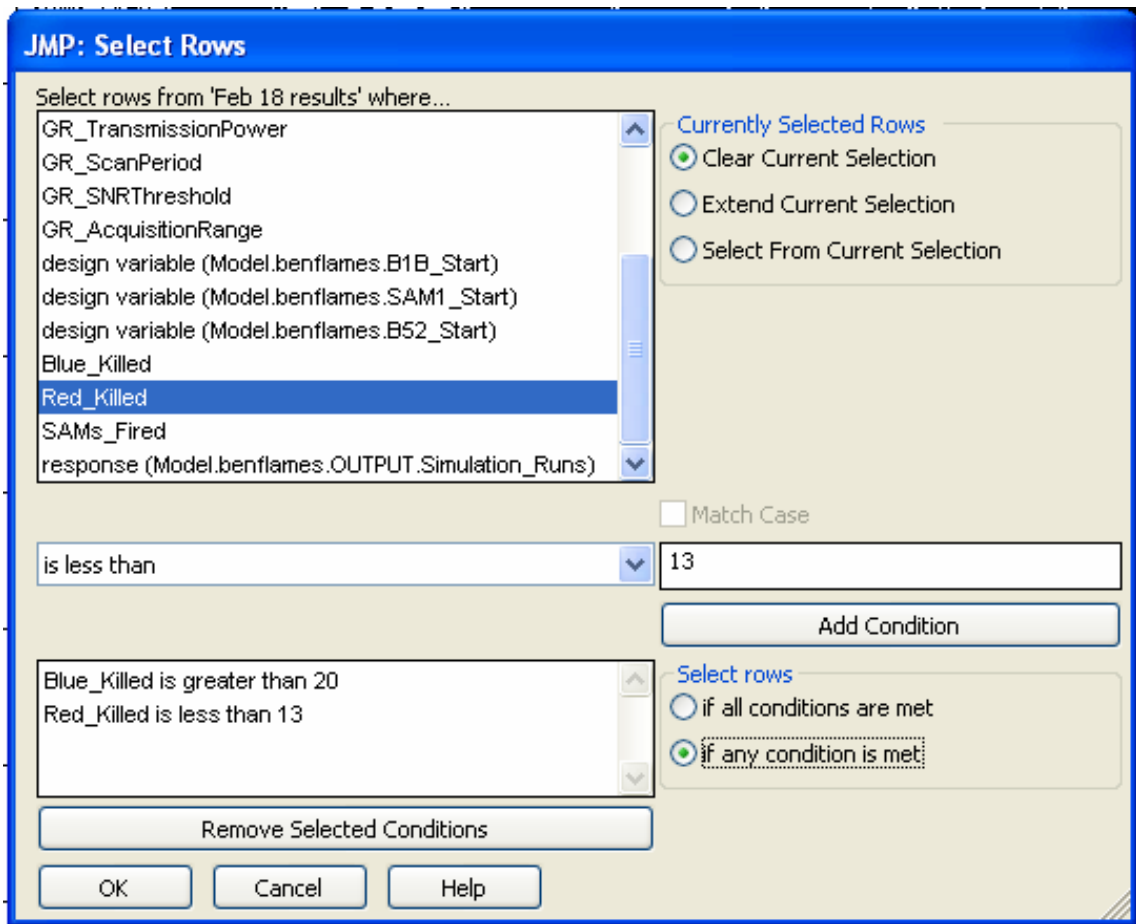 JMP: Select Rows
Select rows from 'Feb 18 results' where...
GR_TransmissionPower
GR_ScanPeriod
GR_SNRThreshold
GR_AcquisitionRange
design variable (Model.benflames.B1B_Start)
design variable (Model.benflames.SAM1_Start)
design variable (Model.benflames.B52_Start)
Blue_Killed
Red_Killed
SAMs_Fired
response (Model.benflames.OUTPUT.Simulation_Runs)
Currently Selected Rows
Clear Current Selection
Extend Current Selection
Select From Current Selection
Match Case
is less than
13
Add Condition
Blue_Killed is greater than 20
Red_Killed is less than 13
Select rows
if all conditions are met
if any condition is met
Remove Selected Conditions
OK
Cancel
Help